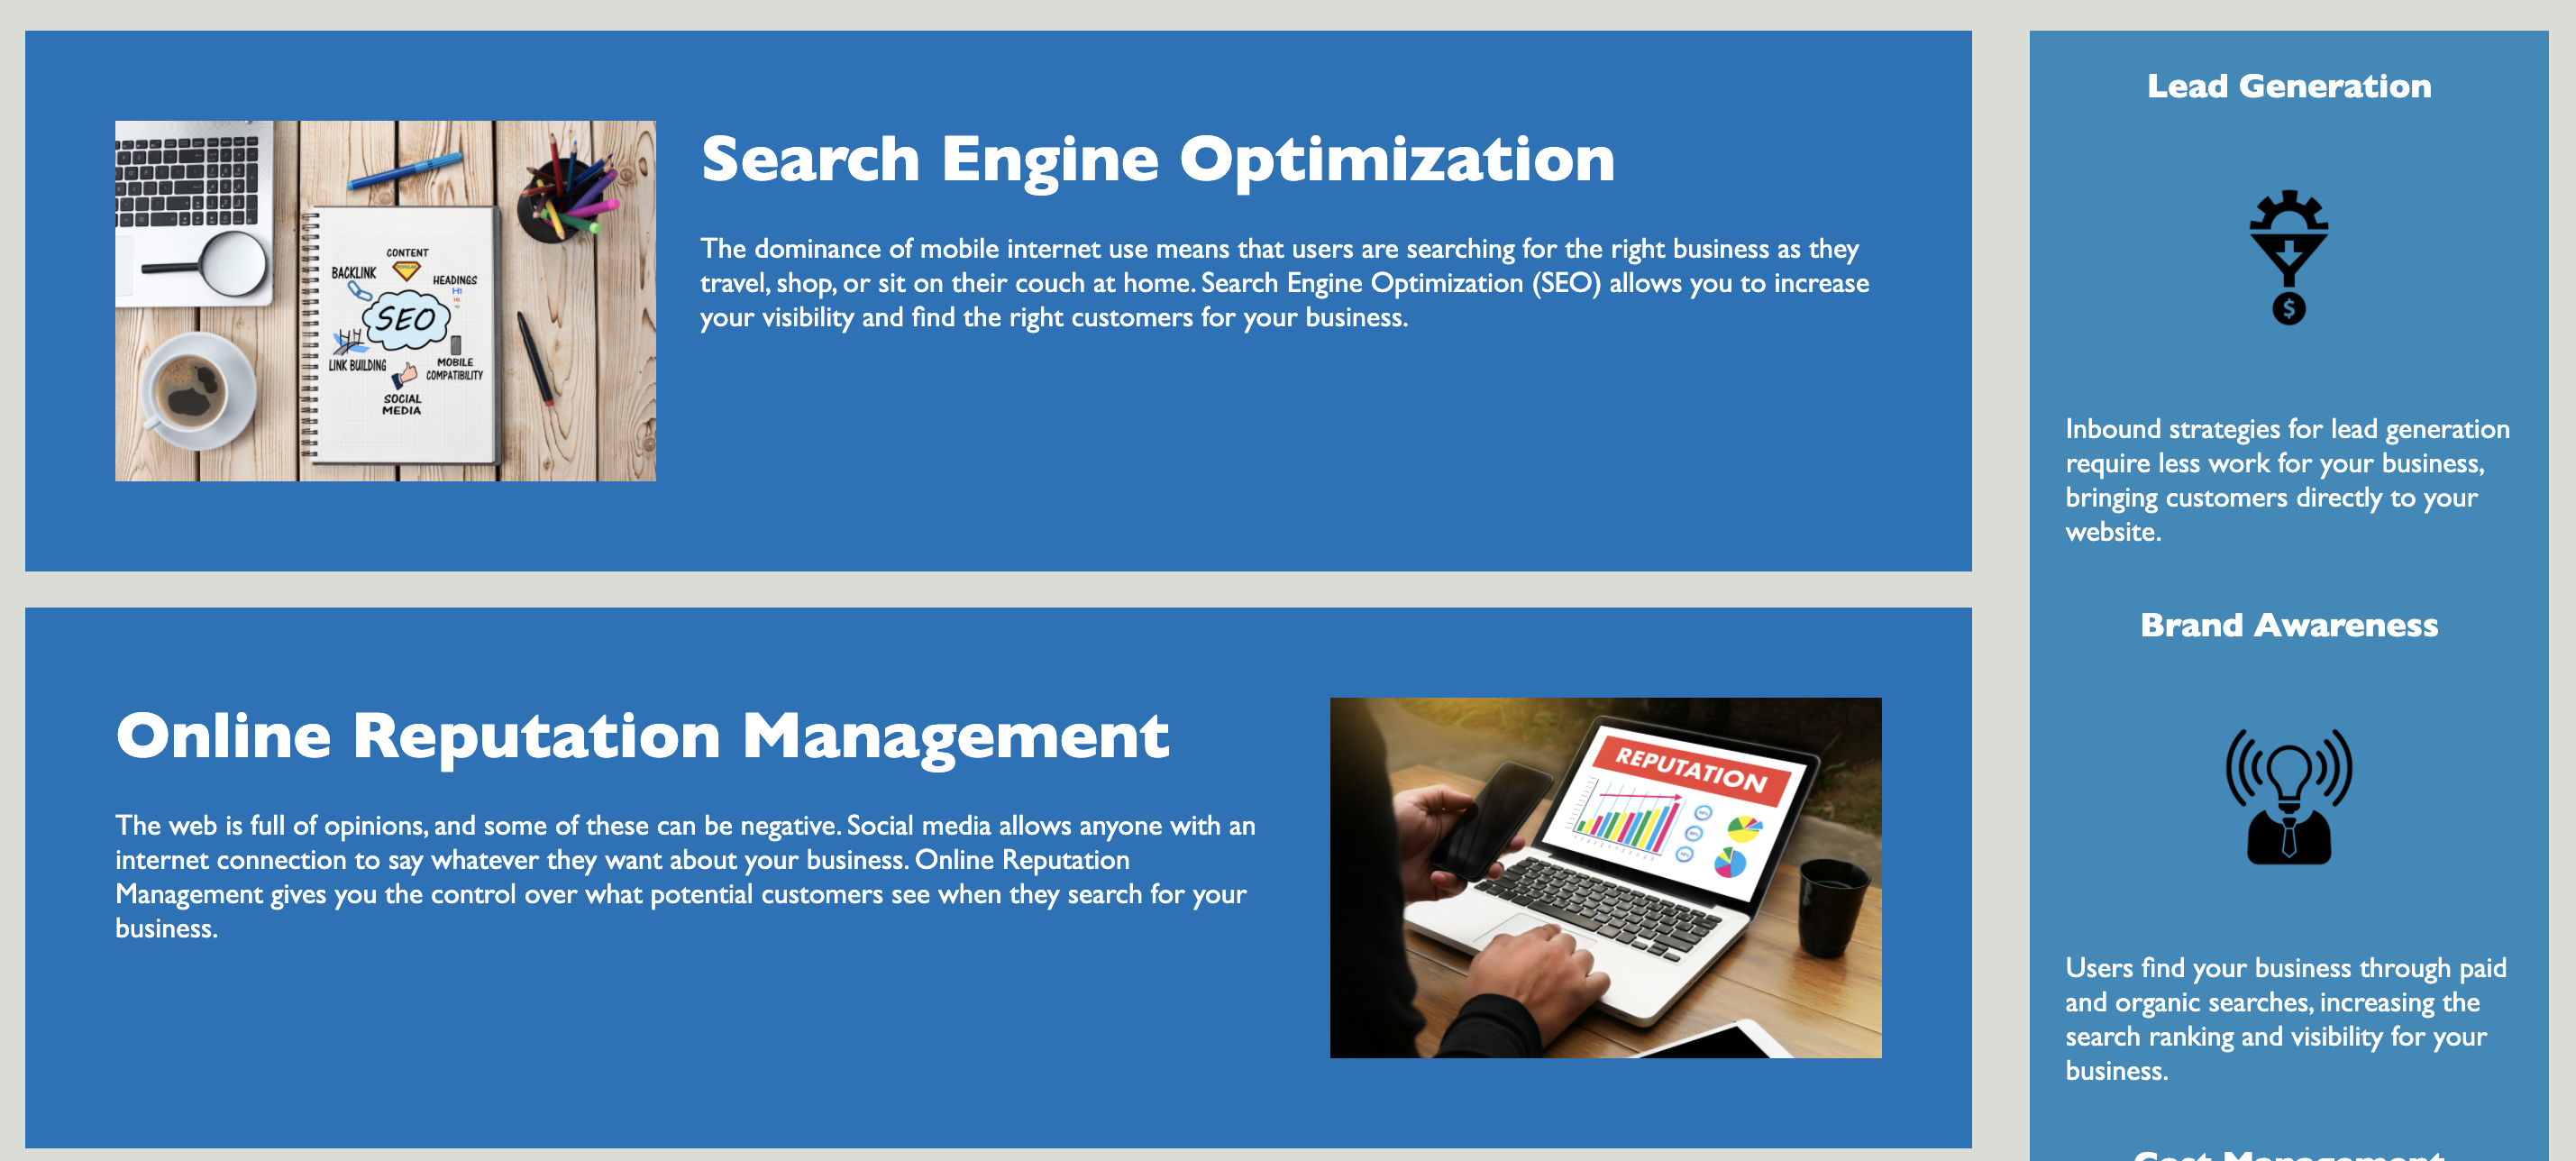 Search Engine Optimization
The dominance of mobile internet use means that users are searching for the right business as they
travel, shop, or sit on their couch at home. Search Engine Optimization (SEO) allows you to increase
your visibility and find the right customers for your business.
CONTENT
BACKLINK
HEADINGS
H1
SEO
LINK BUILDING
MOBILE
COMPATIBILITY
SOCIAL
MEDIA
Online Reputation Management
The web is full of opinions, and some of these can be negative. Social media allows anyone with an
internet connection to say whatever they want about your business. Online Reputation
Management gives you the control over what potential customers see when they search for your
business.
REPUTATION
Lead Generation
$
Inbound strategies for lead generation
require less work for your business,
bringing customers directly to your
website.
Brand Awareness
Users find your business through paid
and organic searches, increasing the
search ranking and visibility for your
business.
Cost Management